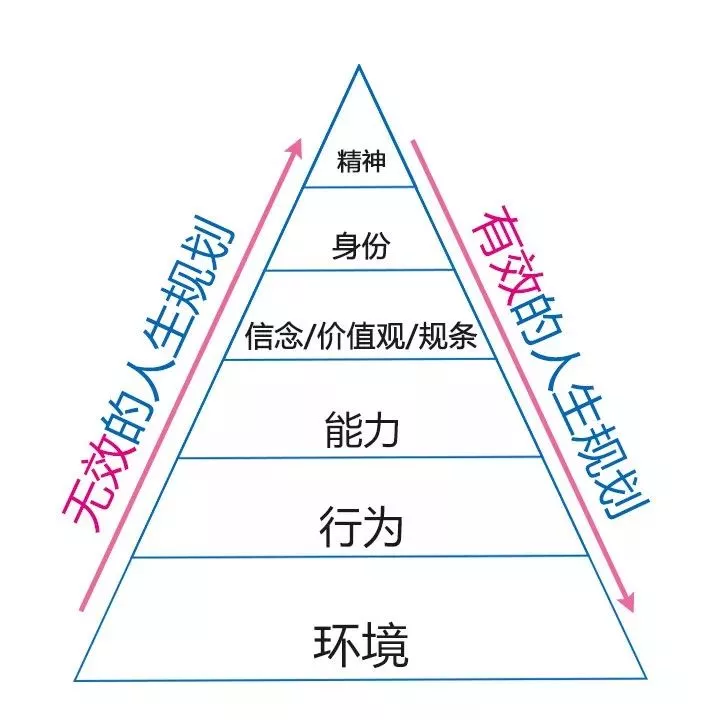 精神
身份
信念/价值观/规条
能力
行为
环境
无效的人生规划
有效的人生规划